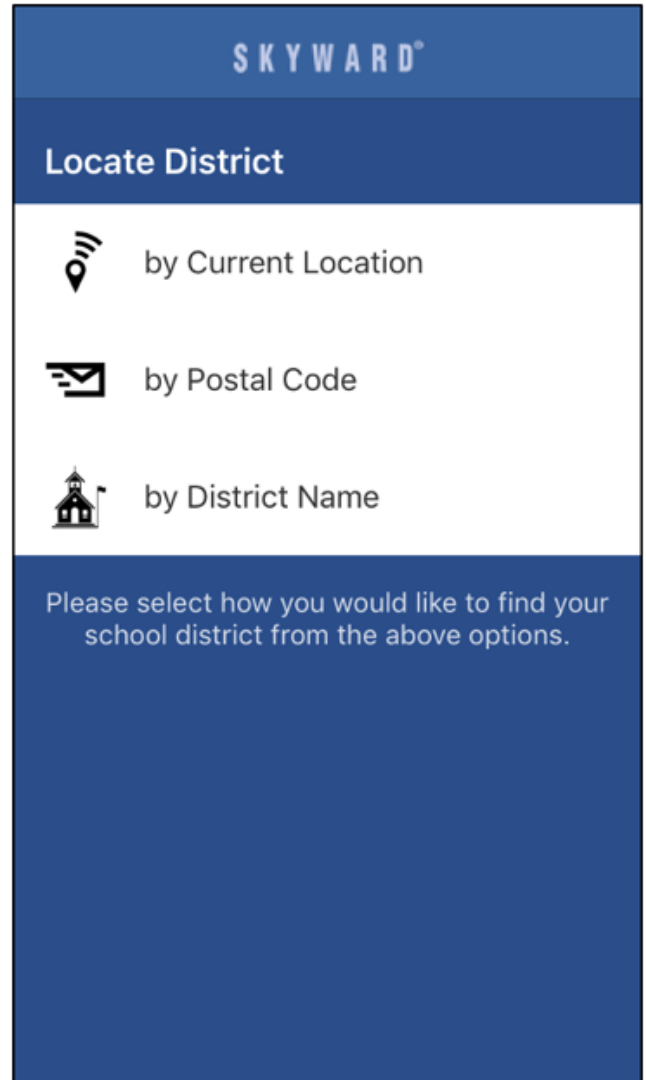 SKYWARD®
Locate District
by Current Location
by Postal Code
by District Name
Please select how you would like to find your
school district from the above options.